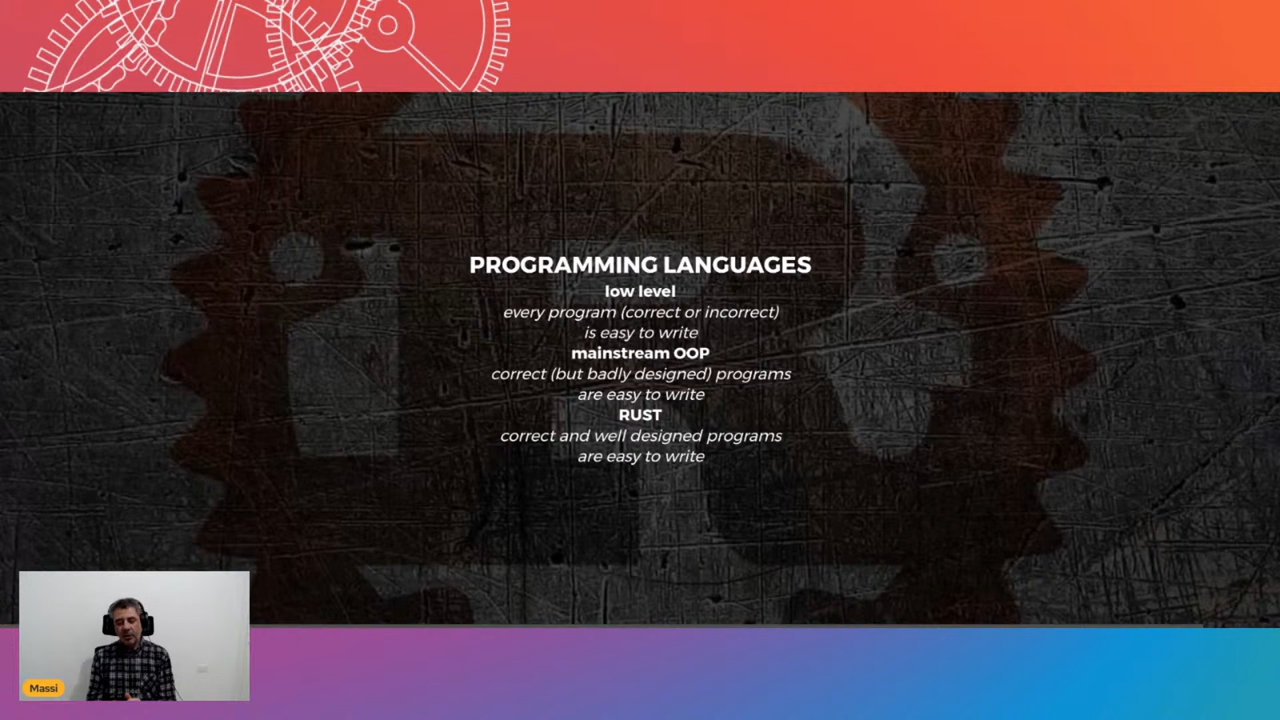 PROGRAMMING LANGUAGES
low level
every program (correct or incorrect)
is easy to write
mainstream OOP
correct (but badly designed) programs
are easy to write
RUST
correct and well designed programs
are easy to write
Massi